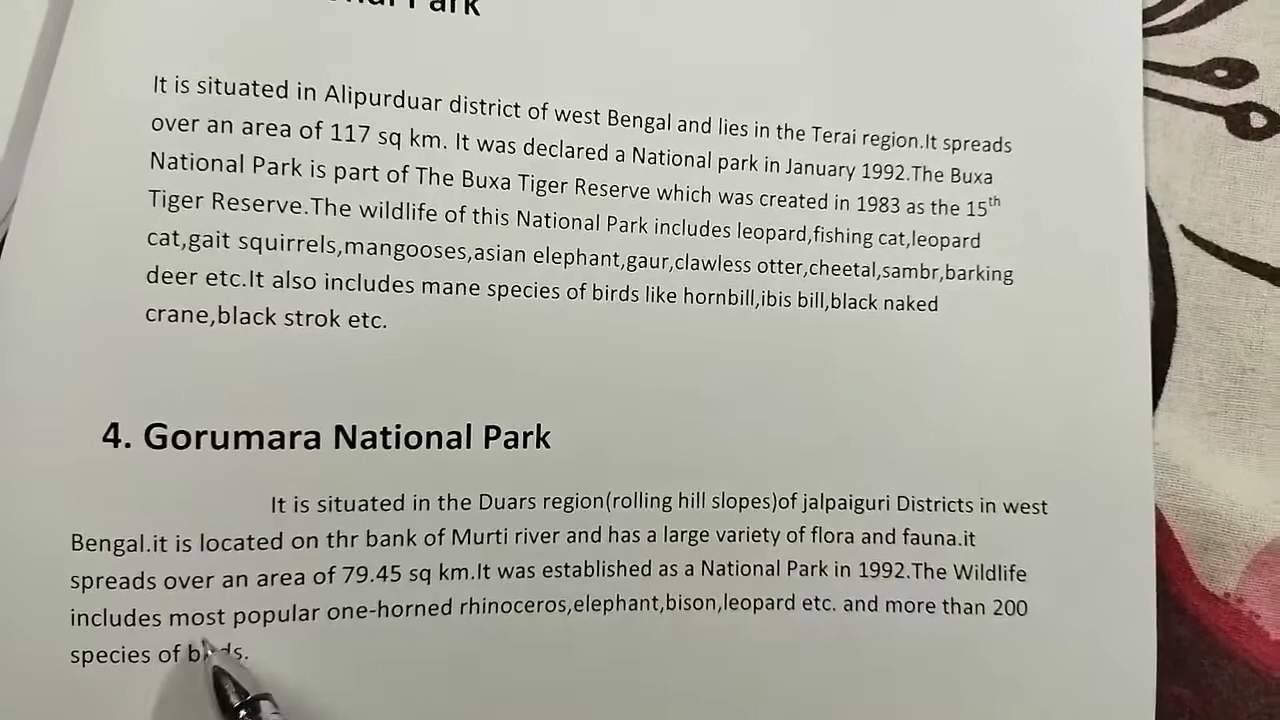 Park
It is situated in Alipurduar district of west Bengal and lies in the Terai region.It spreads
over an area of 117 sq km. It was declared a National park in January 1992.The Buxa
National Park is part of The Buxa Tiger Reserve which was created in 1983 as the 15th
Tiger Reserve.The wildlife of this National Park includes leopard,fishing cat,leopard
cat,gait squirrels,mangooses,asian elephant,gaur,clawless otter,cheetal,sambr,barking
deer etc.It also includes mane species of birds like hornbill,ibis bill,black naked
crane,black strok etc.
4. Gorumara National Park
It is situated in the Duars region(rolling hill slopes)of jalpaiguri Districts in west
Bengal.it is located on thr bank of Murti river and has a large variety of flora and fauna.it
spreads over an area of 79.45 sq km.It was established as a National Park in 1992.The Wildlife
includes most popular one-horned rhinoceros,elephant,bison,leopard etc. and more than 200
species of birds.